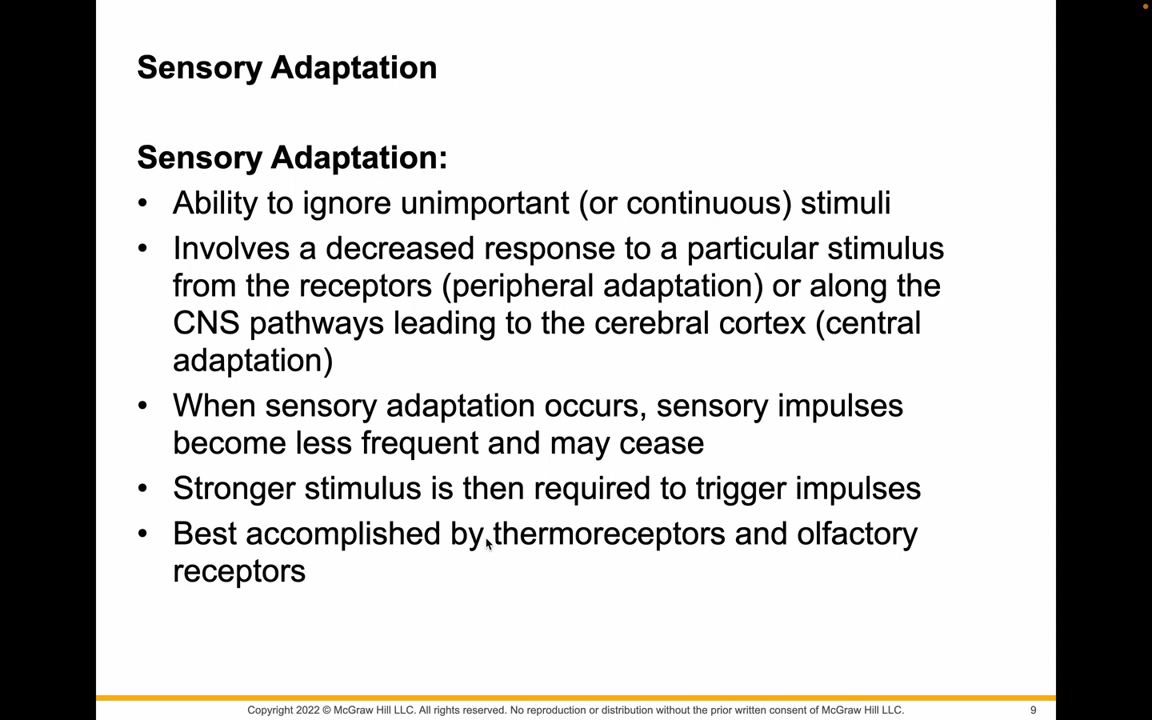 Sensory Adaptation
Sensory Adaptation:
• Ability to ignore unimportant (or continuous) stimuli
• Involves a decreased response to a particular stimulus
from the receptors (peripheral adaptation) or along the
CNS pathways leading to the cerebral cortex (central
adaptation)
• When sensory adaptation occurs, sensory impulses
become less frequent and may cease
• Stronger stimulus is then required to trigger impulses
• Best accomplished by thermoreceptors and olfactory
receptors
Copyright 2022 © McGraw Hill LLC. All rights reserved. No reproduction or distribution without the prior written consent of McGraw Hill LLC.
9